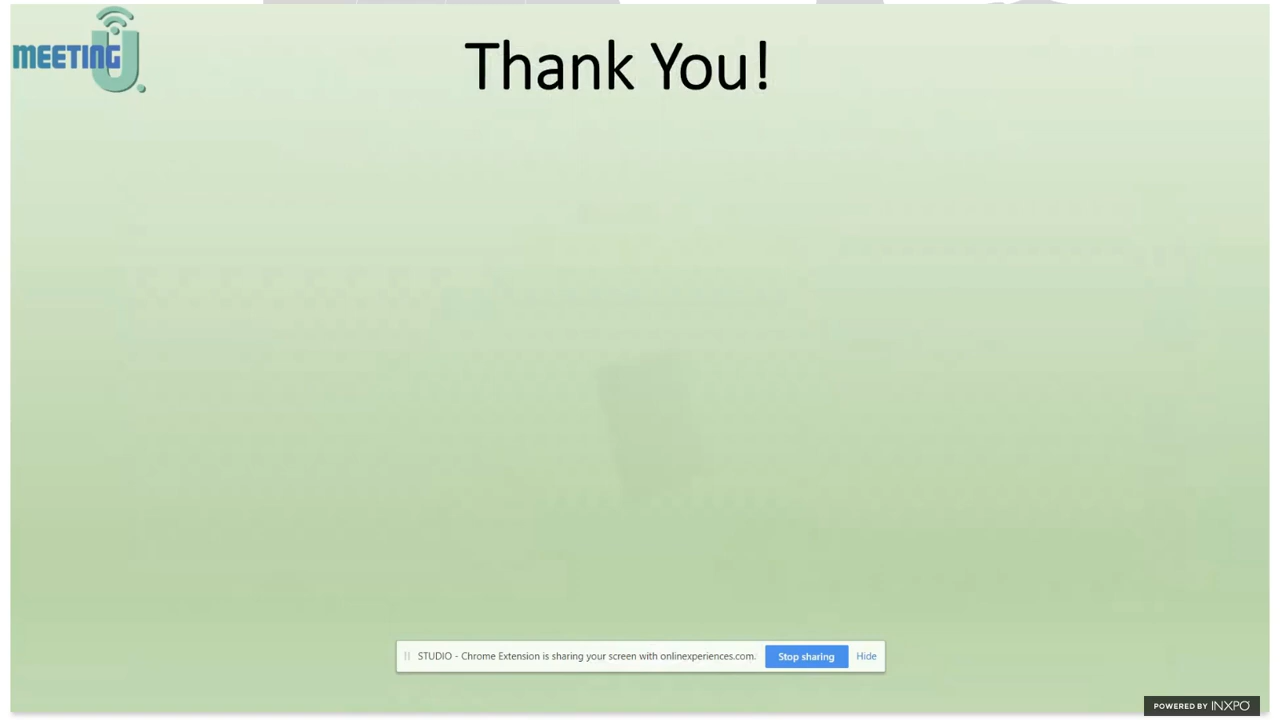 MEETING U
Thank You!
STUDIO - Chrome Extension is sharing your screen with onlinexperiences.com.
Stop sharing
Hide
POWERED BY INXPO